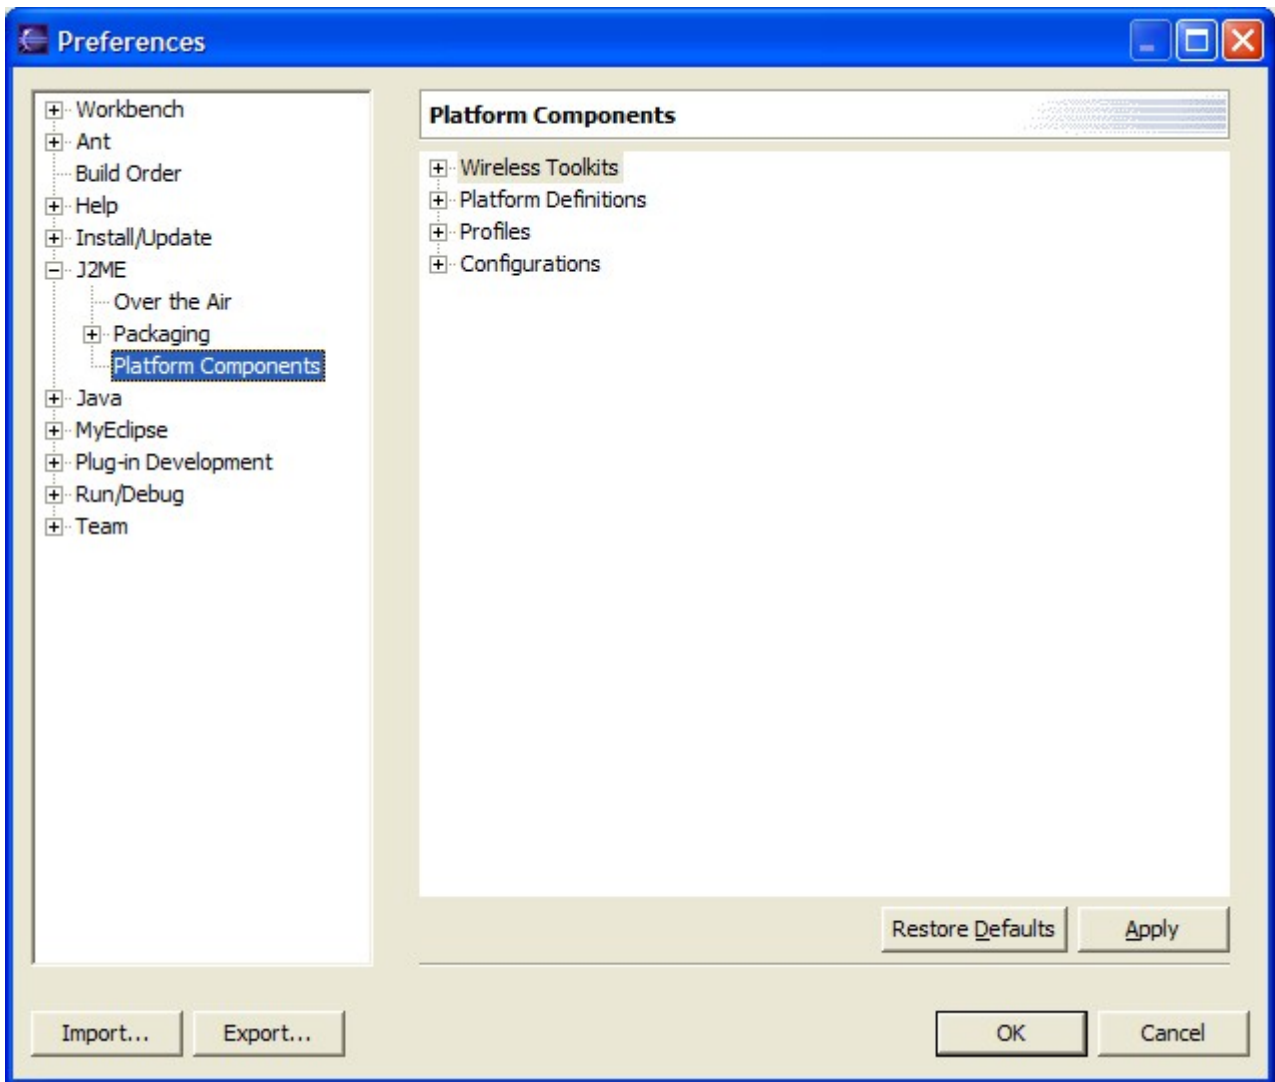 Preferences
Workbench
Ant
Build Order
Help
Install/Update
J2ME
Over the Air
Packaging
Platform Components
Java
MyEclipse
Plug-in Development
Run/Debug
Team
Platform Components
Wireless Toolkits
Platform Definitions
Profiles
Configurations
Restore Defaults
Apply
Import...
Export...
OK
Cancel